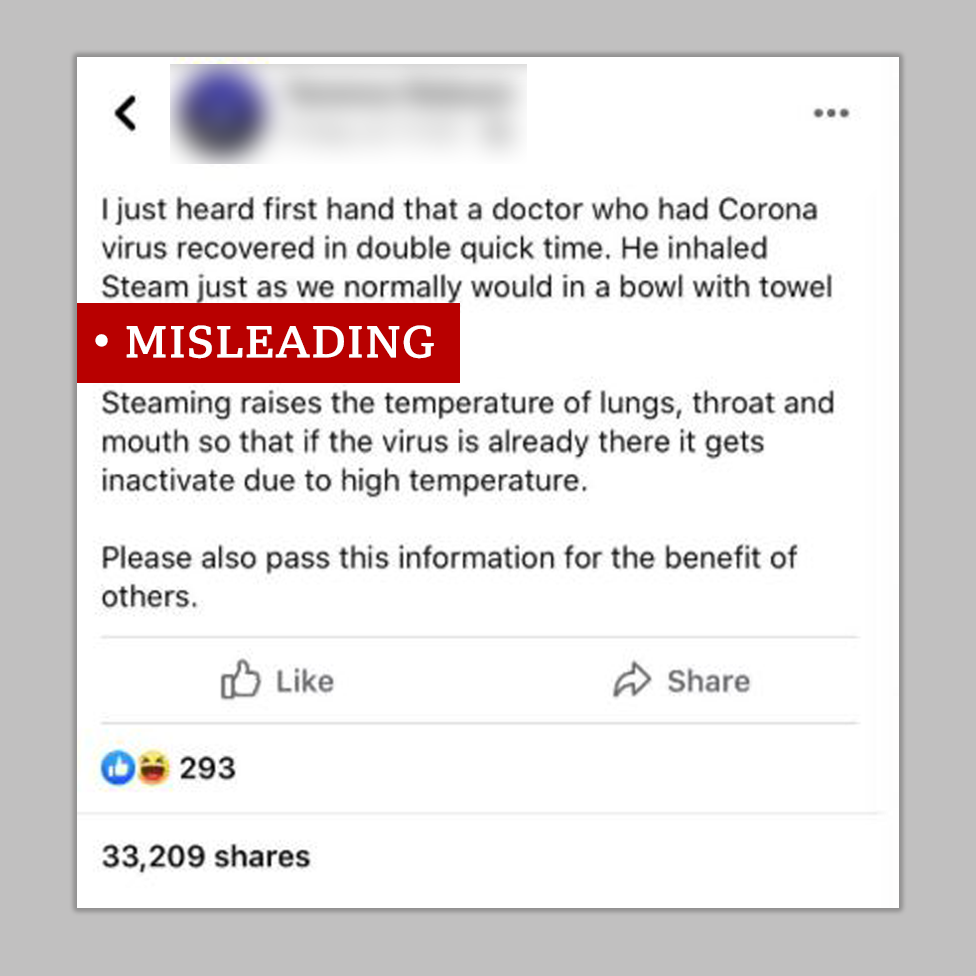 I just heard first hand that a doctor who had Corona
virus recovered in double quick time. He inhaled
Steam just as we normally would in a bowl with towel
• MISLEADING
Steaming raises the temperature of lungs, throat and
mouth so that if the virus is already there it gets
inactivate due to high temperature.
Please also pass this information for the benefit of
others.
Like
Share
293
33,209 shares